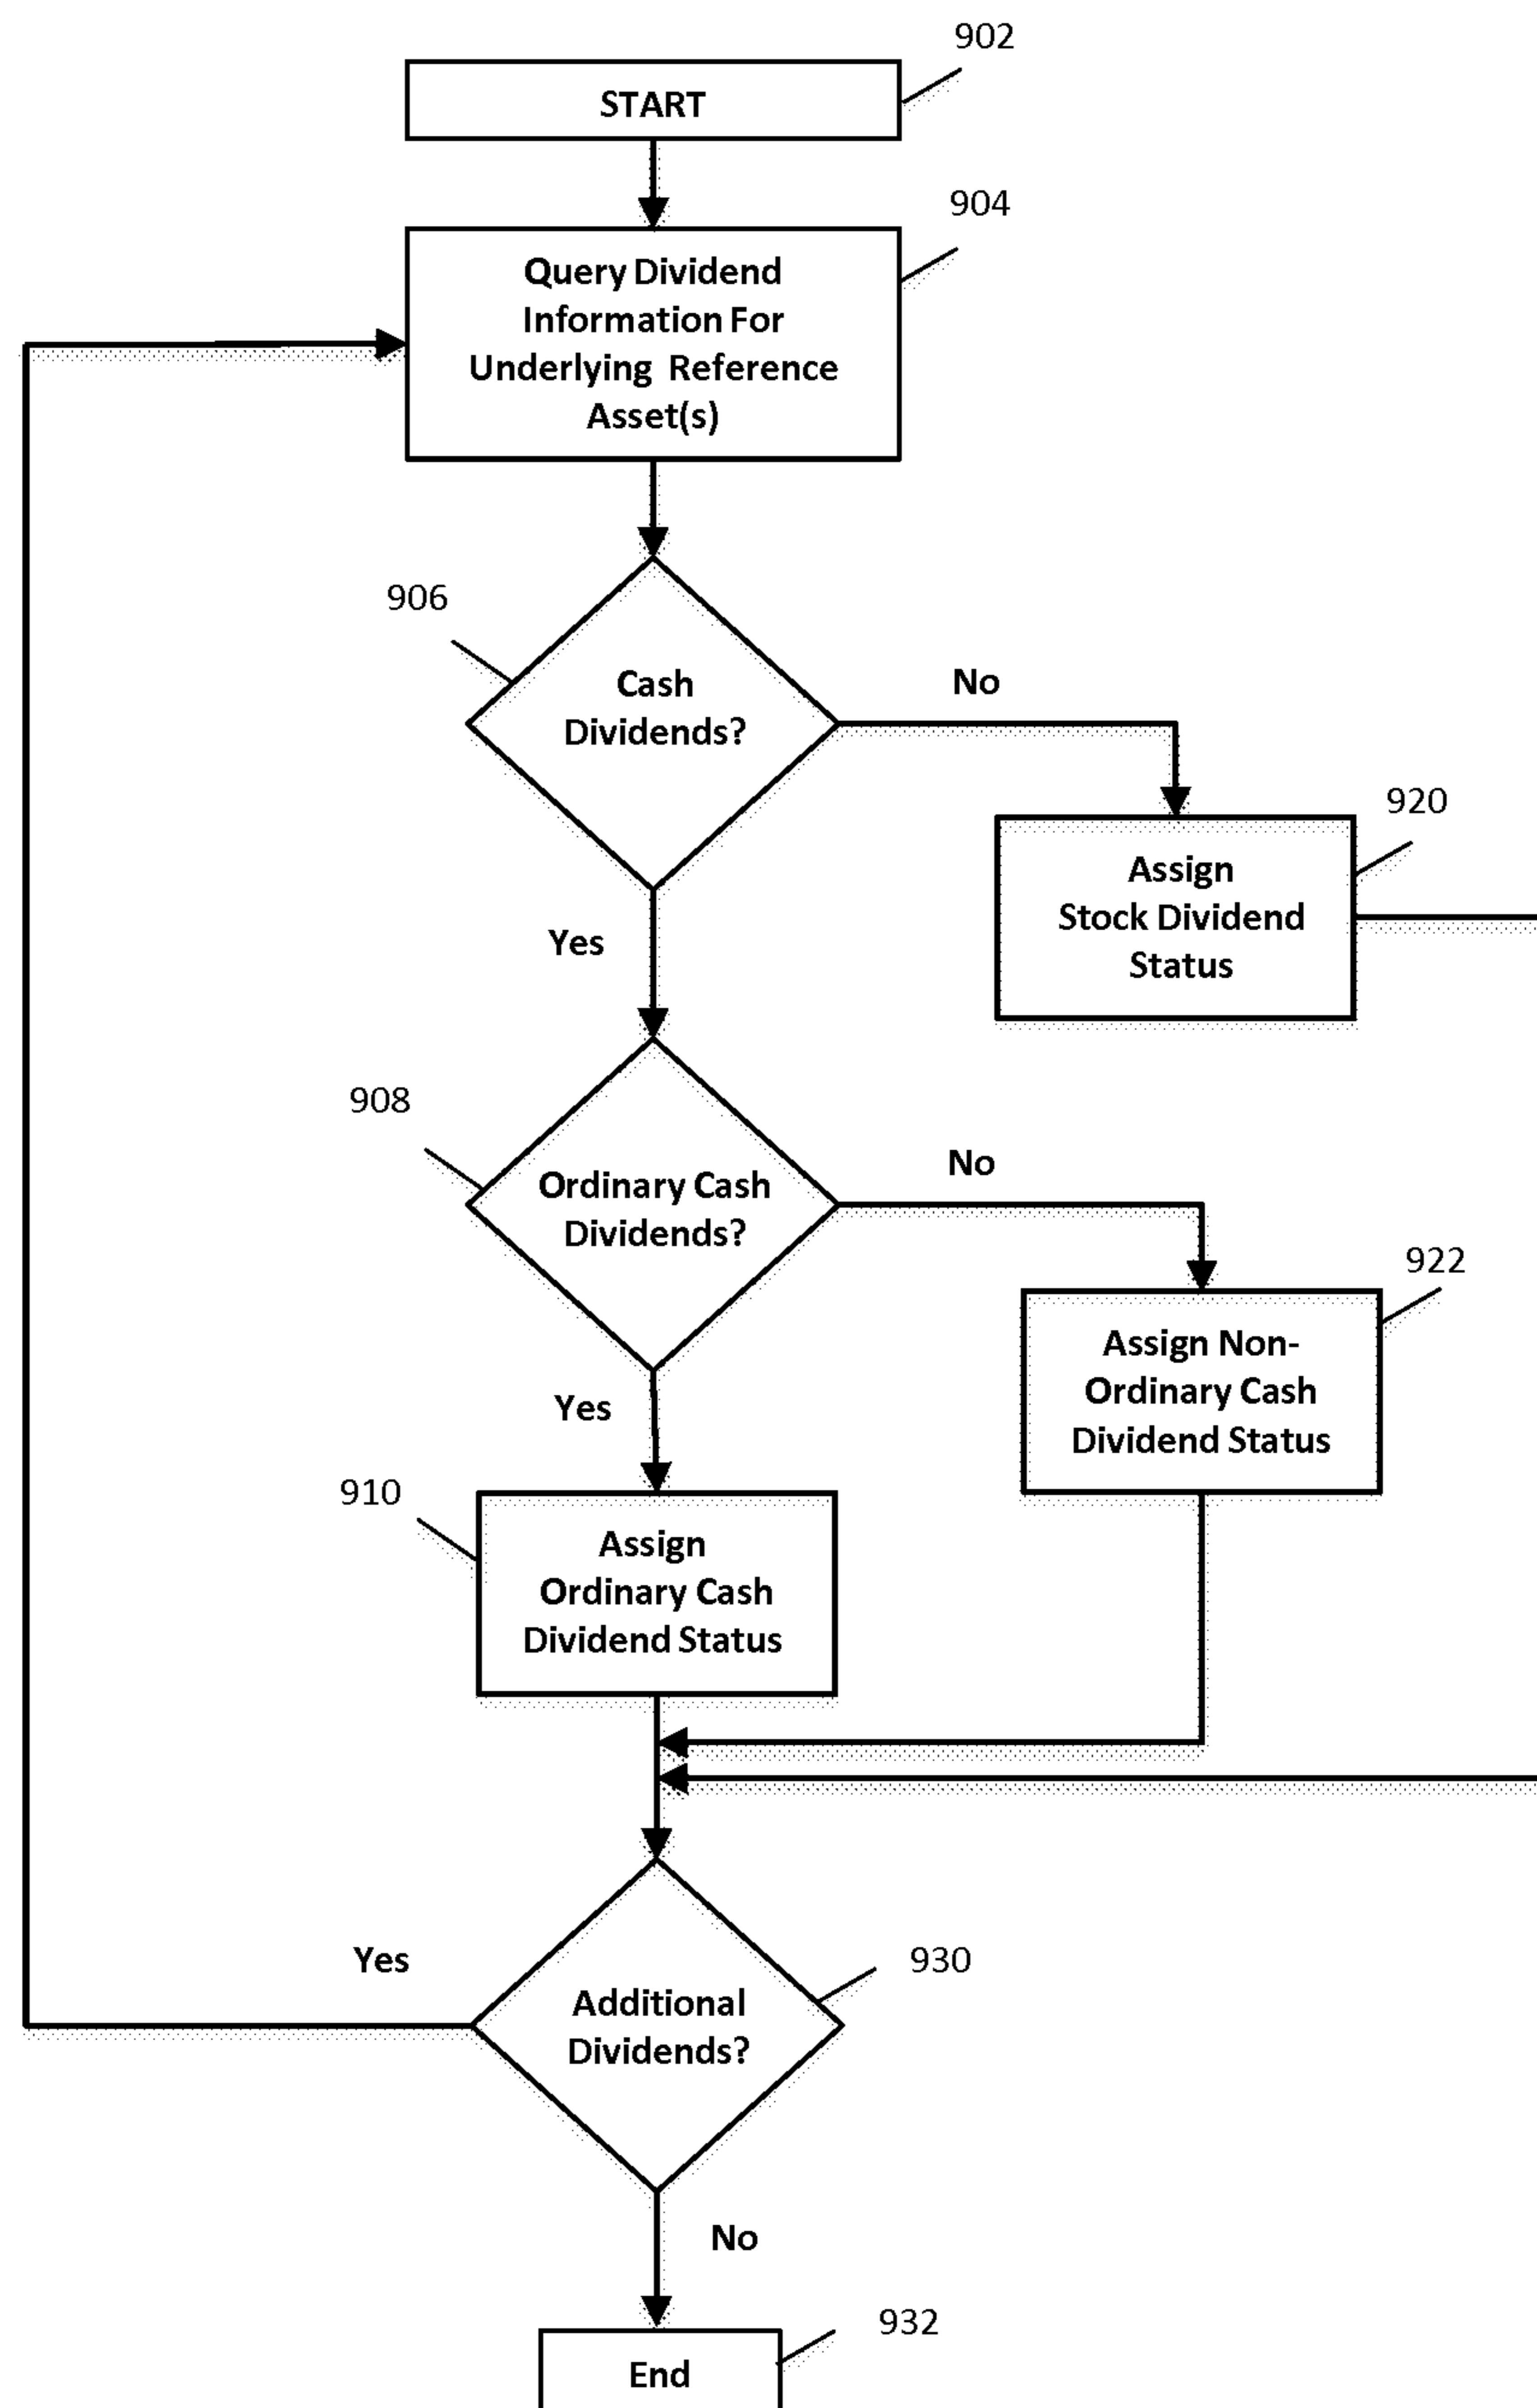 902
START
904
Query Dividend
Information For
Underlying Reference
Asset(s)
906
Cash
Dividends?
No
920
Assign
Stock Dividend
Status
Yes
908
Ordinary Cash
Dividends?
No
922
Assign Non-
Ordinary Cash
Dividend Status
Yes
910
Assign
Ordinary Cash
Dividend Status
Yes
930
Additional
Dividends?
No
932
End